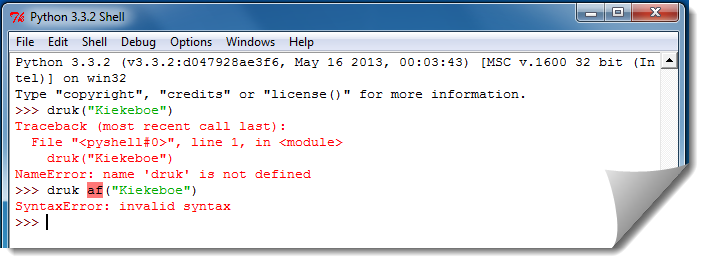 Python 3.3.2 Shell
File Edit Shell Debug Options Windows Help
Python 3.3.2 (v3.3.2:d047928ae3f6, May 16 2013, 00:03:43) [MSC v.1600 32 bit (In
tel)] on win32
Type "copyright", "credits" or "license()" for more information.
>>> druk("Kiekeboe")
Traceback (most recent call last):
  File "<pyshell#0>", line 1, in <module>
    druk("Kiekeboe")
NameError: name 'druk' is not defined
>>> druk af("Kiekeboe")
SyntaxError: invalid syntax
>>>